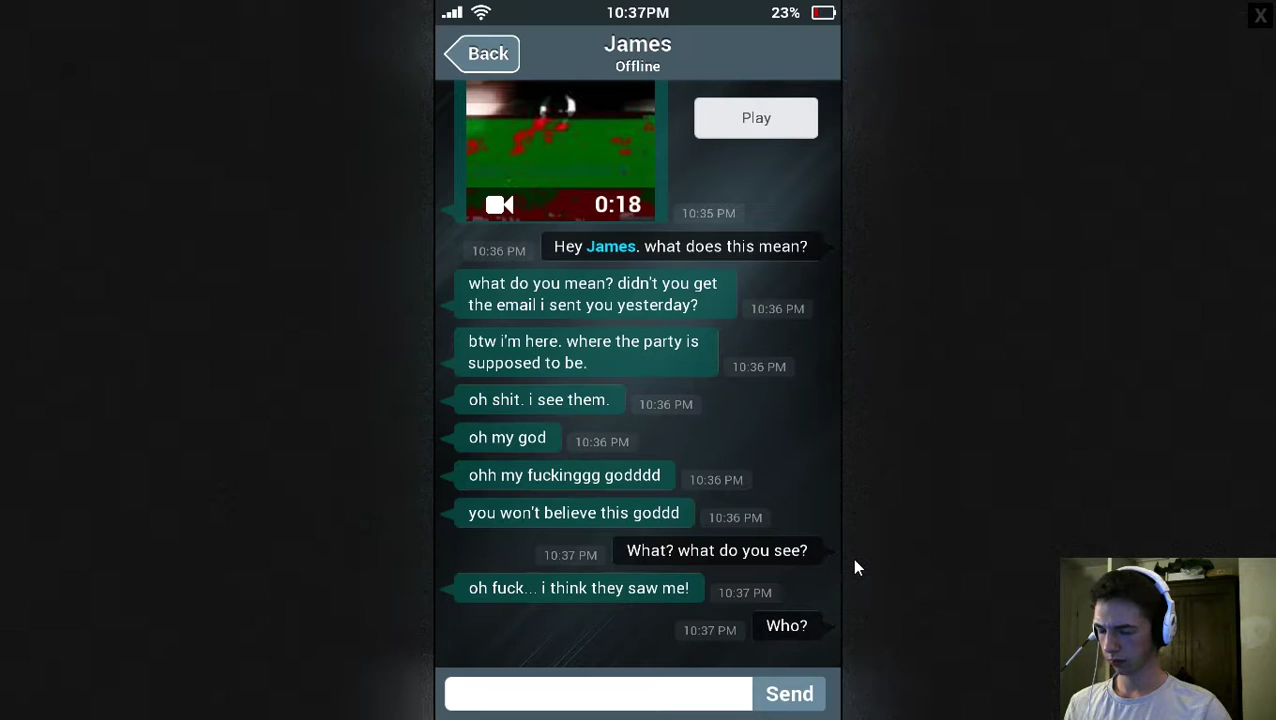 10:37PM
23%
X
Back
James
Offline
Play
0:18
10:35 PM
10:36 PM
Hey James. what does this mean?
what do you mean? didn't you get
the email i sent you yesterday?
10:36 PM
btw i'm here. where the party is
supposed to be.
10:36 PM
oh shit. i see them.
10:36 PM
oh my god
10:36 PM
ohh my fuckinggg godddd
10:36 PM
you won't believe this goddd
10:36 PM
10:37 PM
What? what do you see?
oh fuck... i think they saw me!
10:37 PM
10:37 PM
Who?
Send